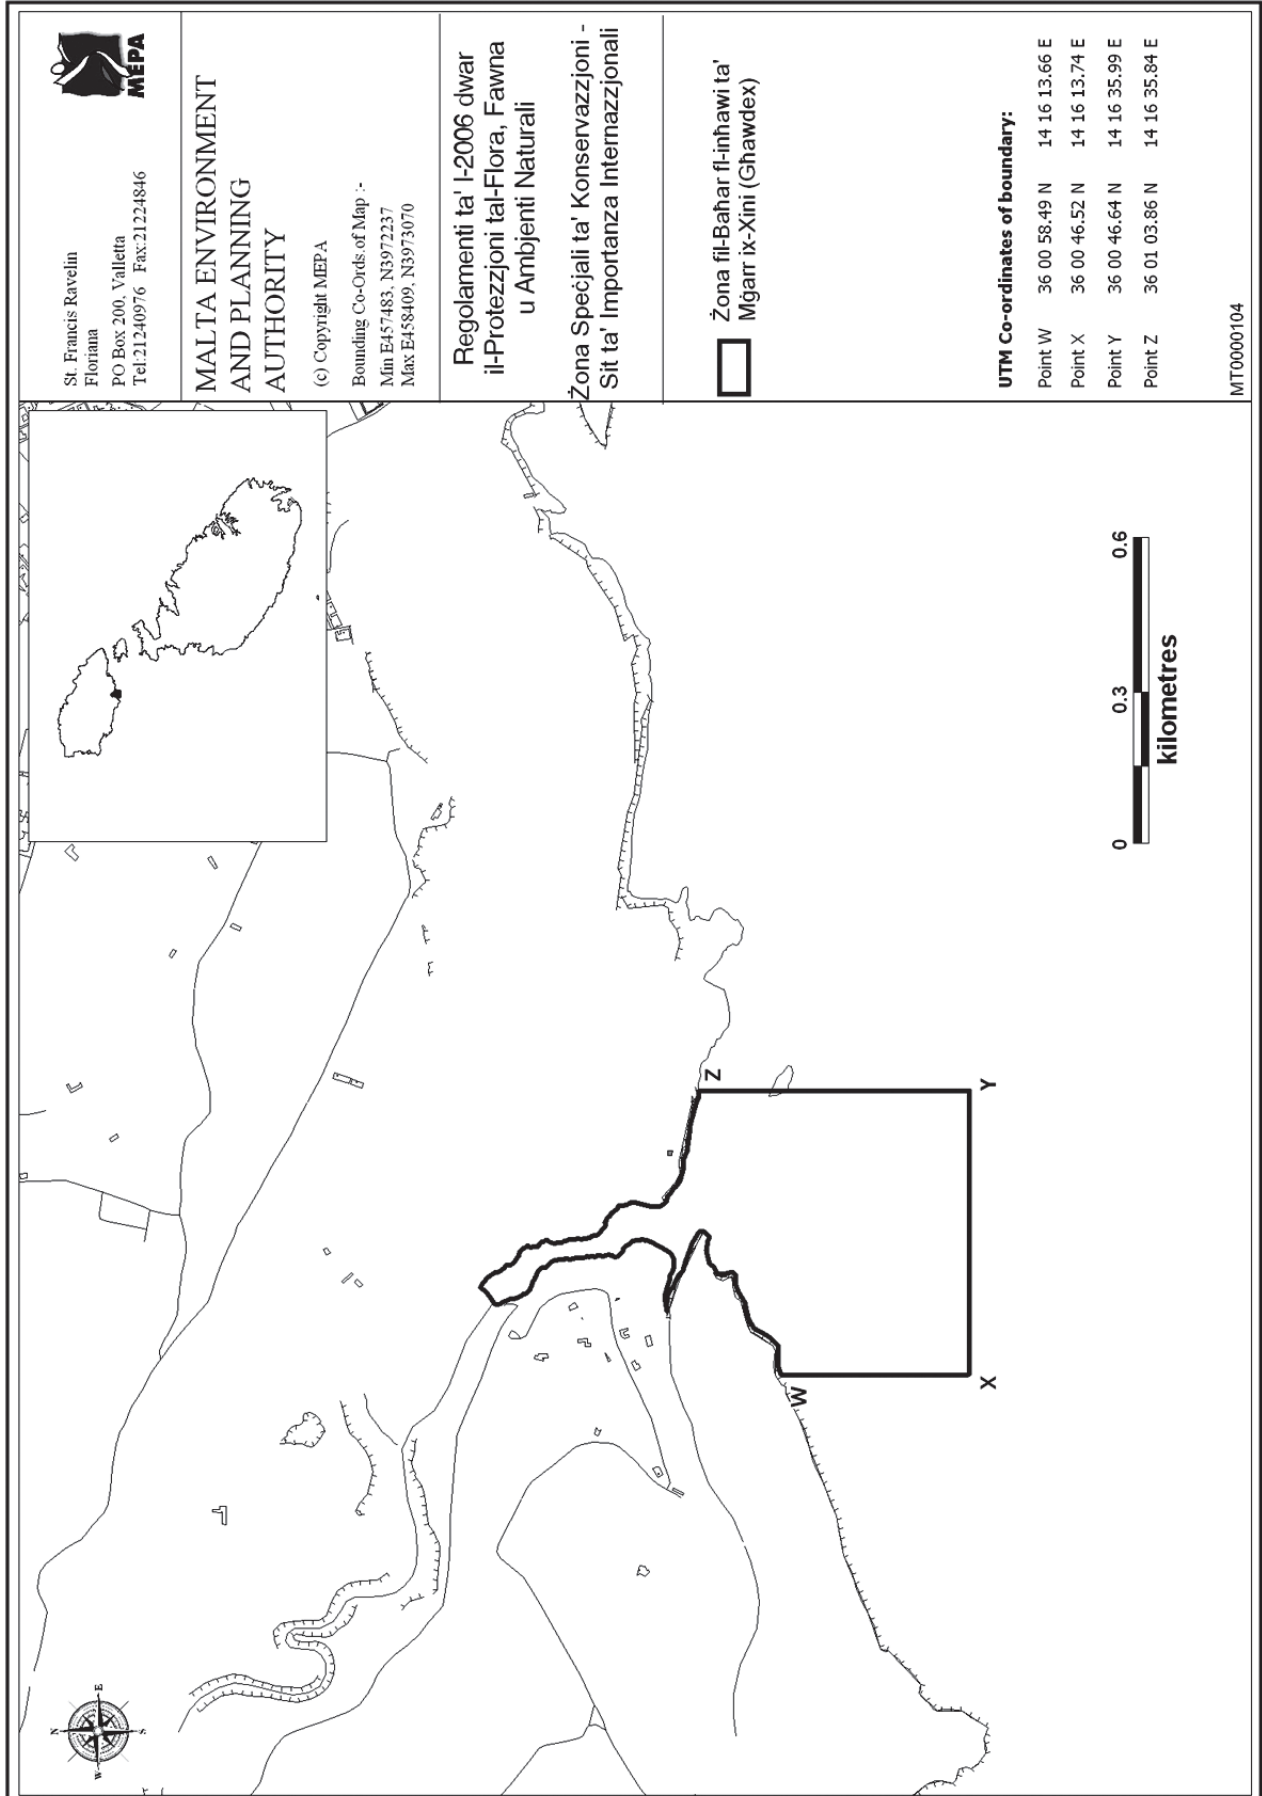 MEPA
St. Francis Ravelin
Floriana
PO Box 200, Valletta
Tel:21240976 Fax:21224846
MALTA ENVIRONMENT
AND PLANNING
AUTHORITY
(c) Copyright MEPA
Bounding Co-Ords.of Map :-
Min E457483, N3972237
Max E458409, N3973070
Regolamenti ta' l-2006 dwar
il-Protezzjoni tal-Flora, Fawna
u Ambjenti Naturali
Żona Speċjali ta' Konservazzjoni -
Sit ta' Importanza Internazzjonali
Żona fil-Baħar fl-inħawi ta'
Mġarr ix-Xini (Għawdex)
UTM Co-ordinates of boundary:
Point W 36 00 58.49 N 14 16 13.66 E
Point X 36 00 46.52 N 14 16 13.74 E
Point Y 36 00 46.64 N 14 16 35.99 E
Point Z 36 01 03.86 N 14 16 35.84 E
MT0000104
N
E
S
W
Z
Y
W
X
0 0.3 0.6
kilometres